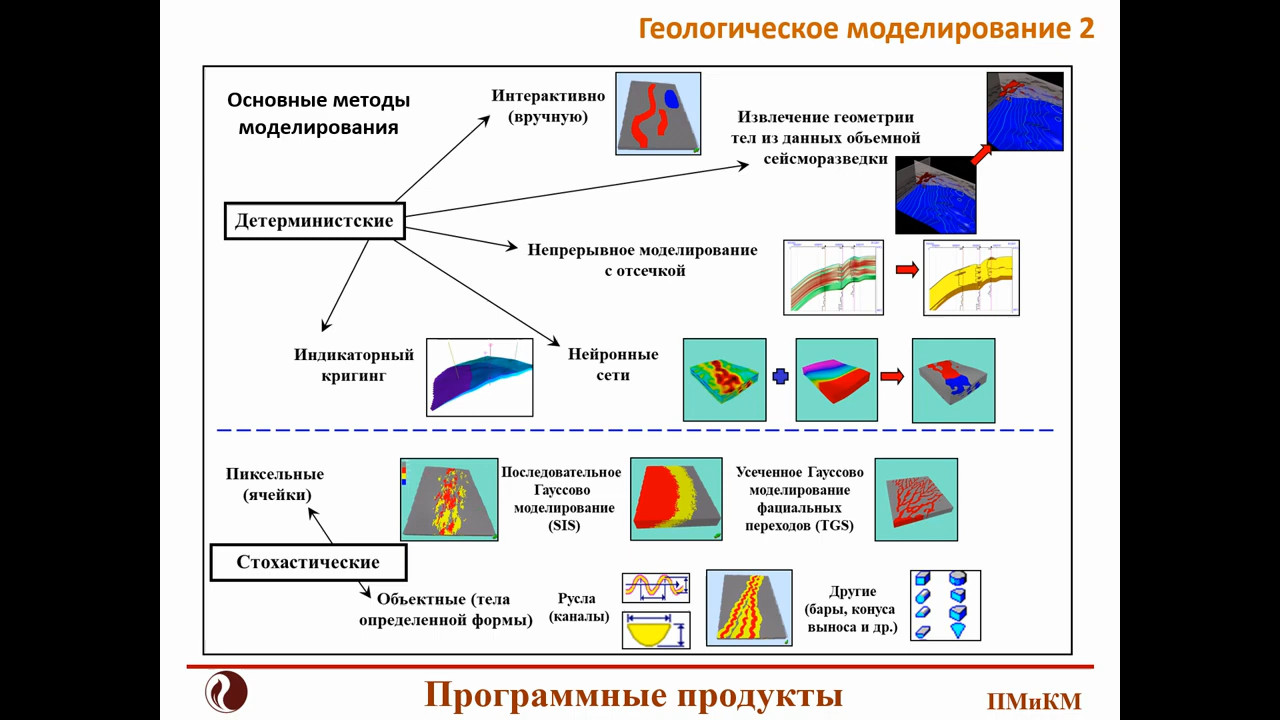 Геологическое моделирование 2
Основные методы
моделирования
Интерактивно
(вручную)
Извлечение геометрии
тел из данных объемной
сейсморазведки
Детерминистские
Непрерывное моделирование
с отсечкой
Индикаторный
кригинг
Нейронные
сети
Пиксельные
(ячейки)
Последовательное
Гауссово
моделирование
(SIS)
Усеченное Гауссово
моделирование
фациальных
переходов (TGS)
Стохастические
Объектные (тела
определенной формы)
Русла
(каналы)
Другие
(бары, конуса
выноса и др.)
Программные продукты
ПМиКМ